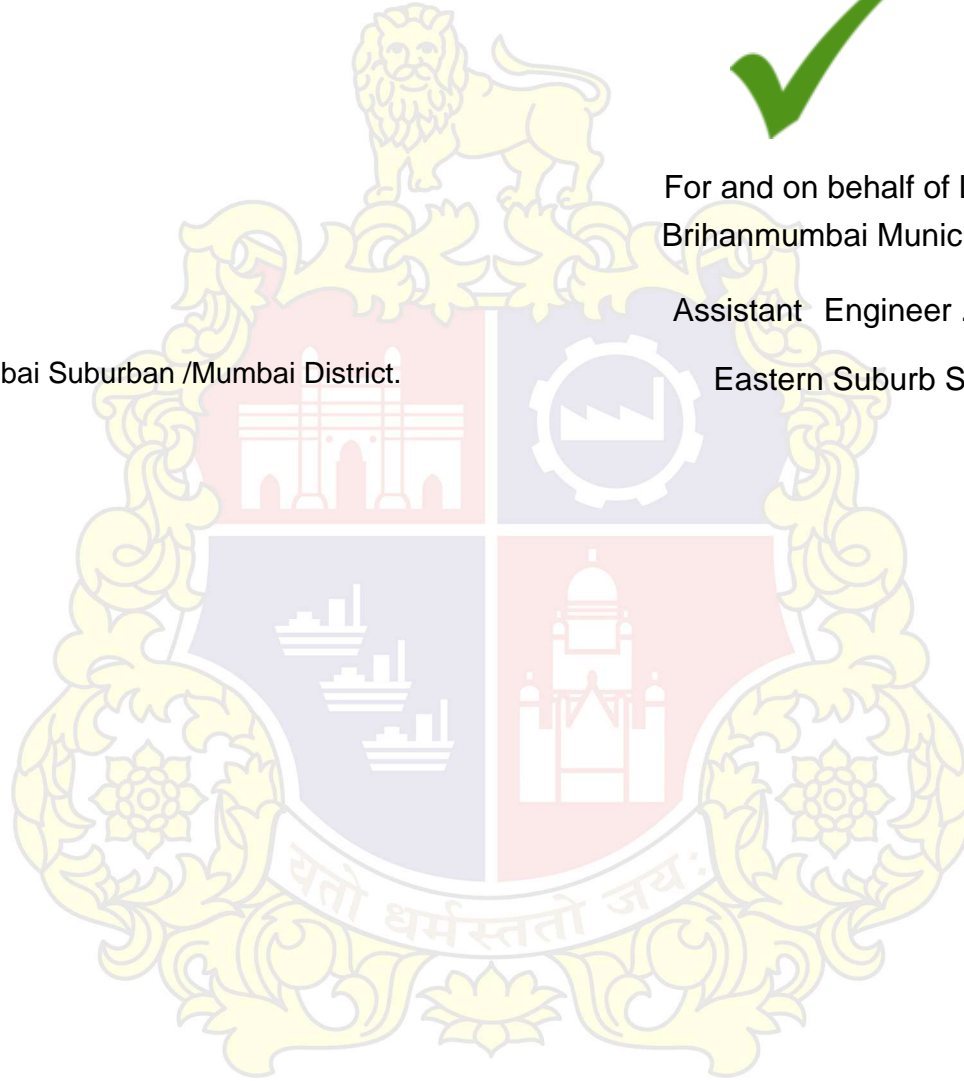 For and on behalf of
Brihanmumbai Munic
Assistant  Engineer
bai Suburban /Mumbai District.
Eastern Suburb S
यतो धर्मस्ततो जयः